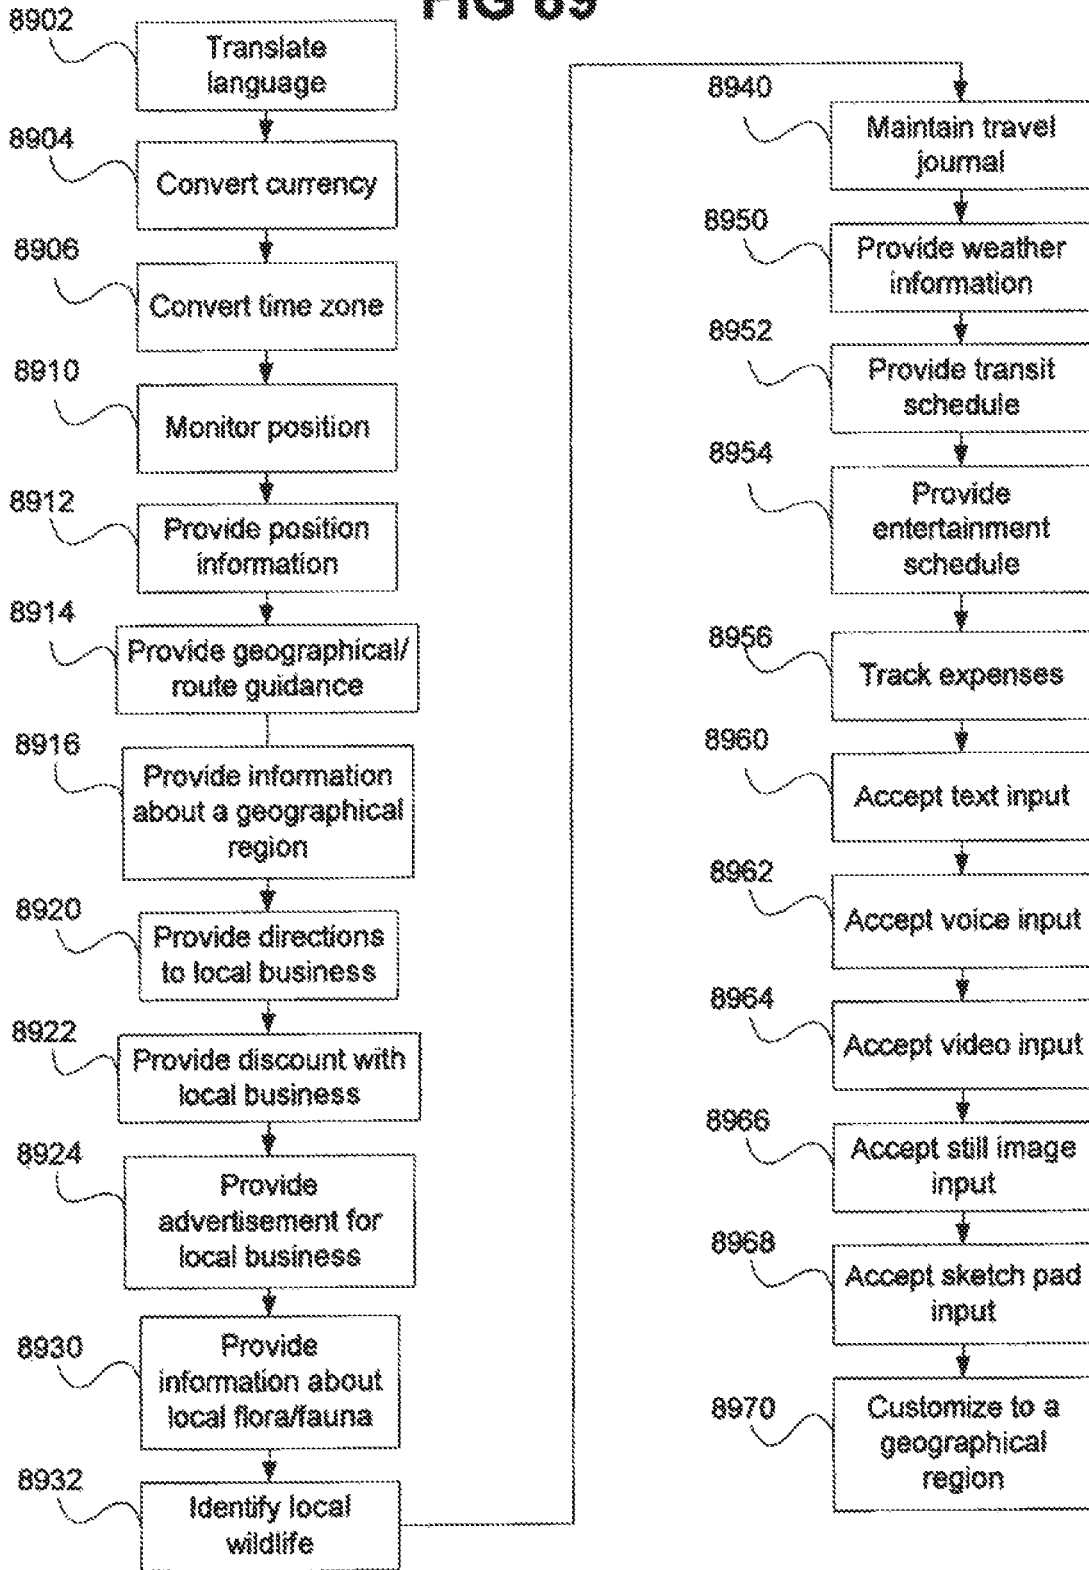 FIG 89
8902
Translate
language
8904
Convert currency
8906
Convert time zone
8910
Monitor position
8912
Provide position
information
8914
Provide geographical/
route guidance
8916
Provide information
about a geographical
region
8920
Provide directions
to local business
8922
Provide discount with
local business
8924
Provide
advertisement for
local business
8930
Provide
information about
local flora/fauna
8932
Identify local
wildlife
8940
Maintain travel
journal
8950
Provide weather
information
8952
Provide transit
schedule
8954
Provide
entertainment
schedule
8956
Track expenses
8960
Accept text input
8962
Accept voice input
8964
Accept video input
8966
Accept still image
input
8968
Accept sketch pad
input
8970
Customize to a
geographical
region